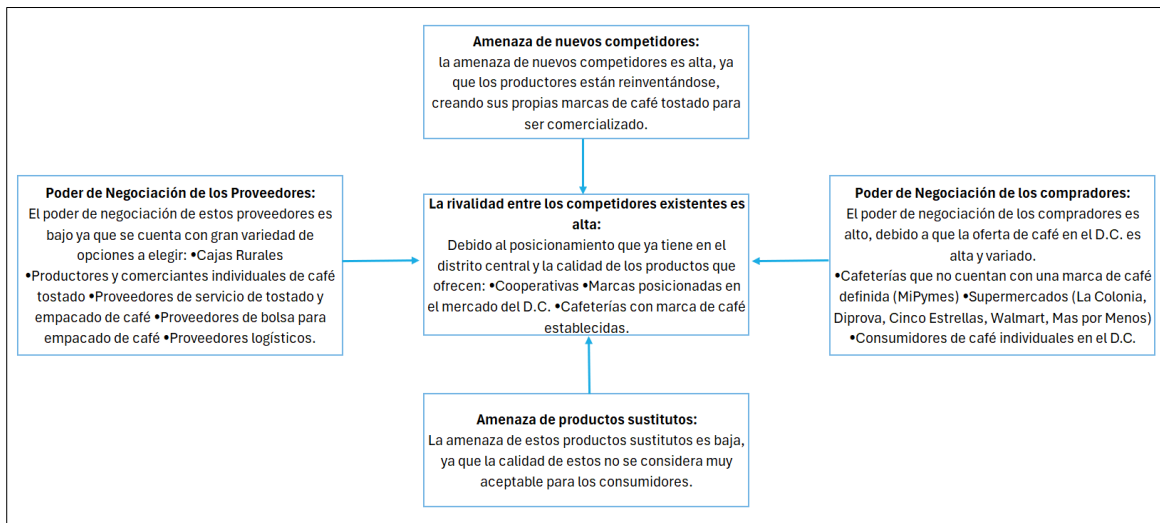 Amenaza de nuevos competidores:
la amenaza de nuevos competidores es alta, ya
que los productores están reinventándose,
creando sus propias marcas de café tostado para
ser comercializado.
Poder de Negociación de los Proveedores:
El poder de negociación de estos proveedores es
bajo ya que se cuenta con gran variedad de
opciones a elegir: •Cajas Rurales
•Productores y comerciantes individuales de café
tostado •Proveedores de servicio de tostado y
empacado de café •Proveedores de bolsa para
empacado de café •Proveedores logísticos.
La rivalidad entre los competidores existentes es
alta:
Debido al posicionamiento que ya tiene en el
distrito central y la calidad de los productos que
ofrecen: •Cooperativas •Marcas posicionadas
en el mercado del D.C. •Cafeterías con marca de café
establecidas.
Poder de Negociación de los compradores:
El poder de negociación de los compradores es
alto, debido a que la oferta de café en el D.C. es
alta y variado.
•Cafeterías que no cuentan con una marca de café
definida (MiPymes) •Supermercados (La Colonia,
Diprova, Cinco Estrellas, Walmart, Mas por Menos)
•Consumidores de café individuales en el D.C.
Amenaza de productos sustitutos:
La amenaza de estos productos sustitutos es baja,
ya que la calidad de estos no se considera muy
aceptable para los consumidores.